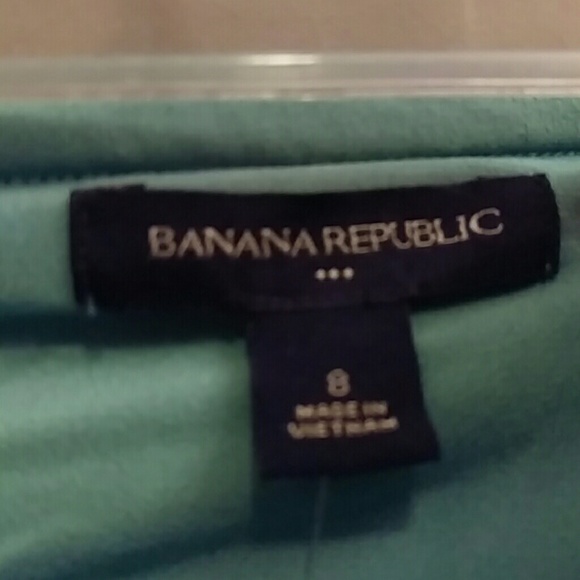 BANANA REPUBLIC
•••
8
MADE IN
VIETNAM